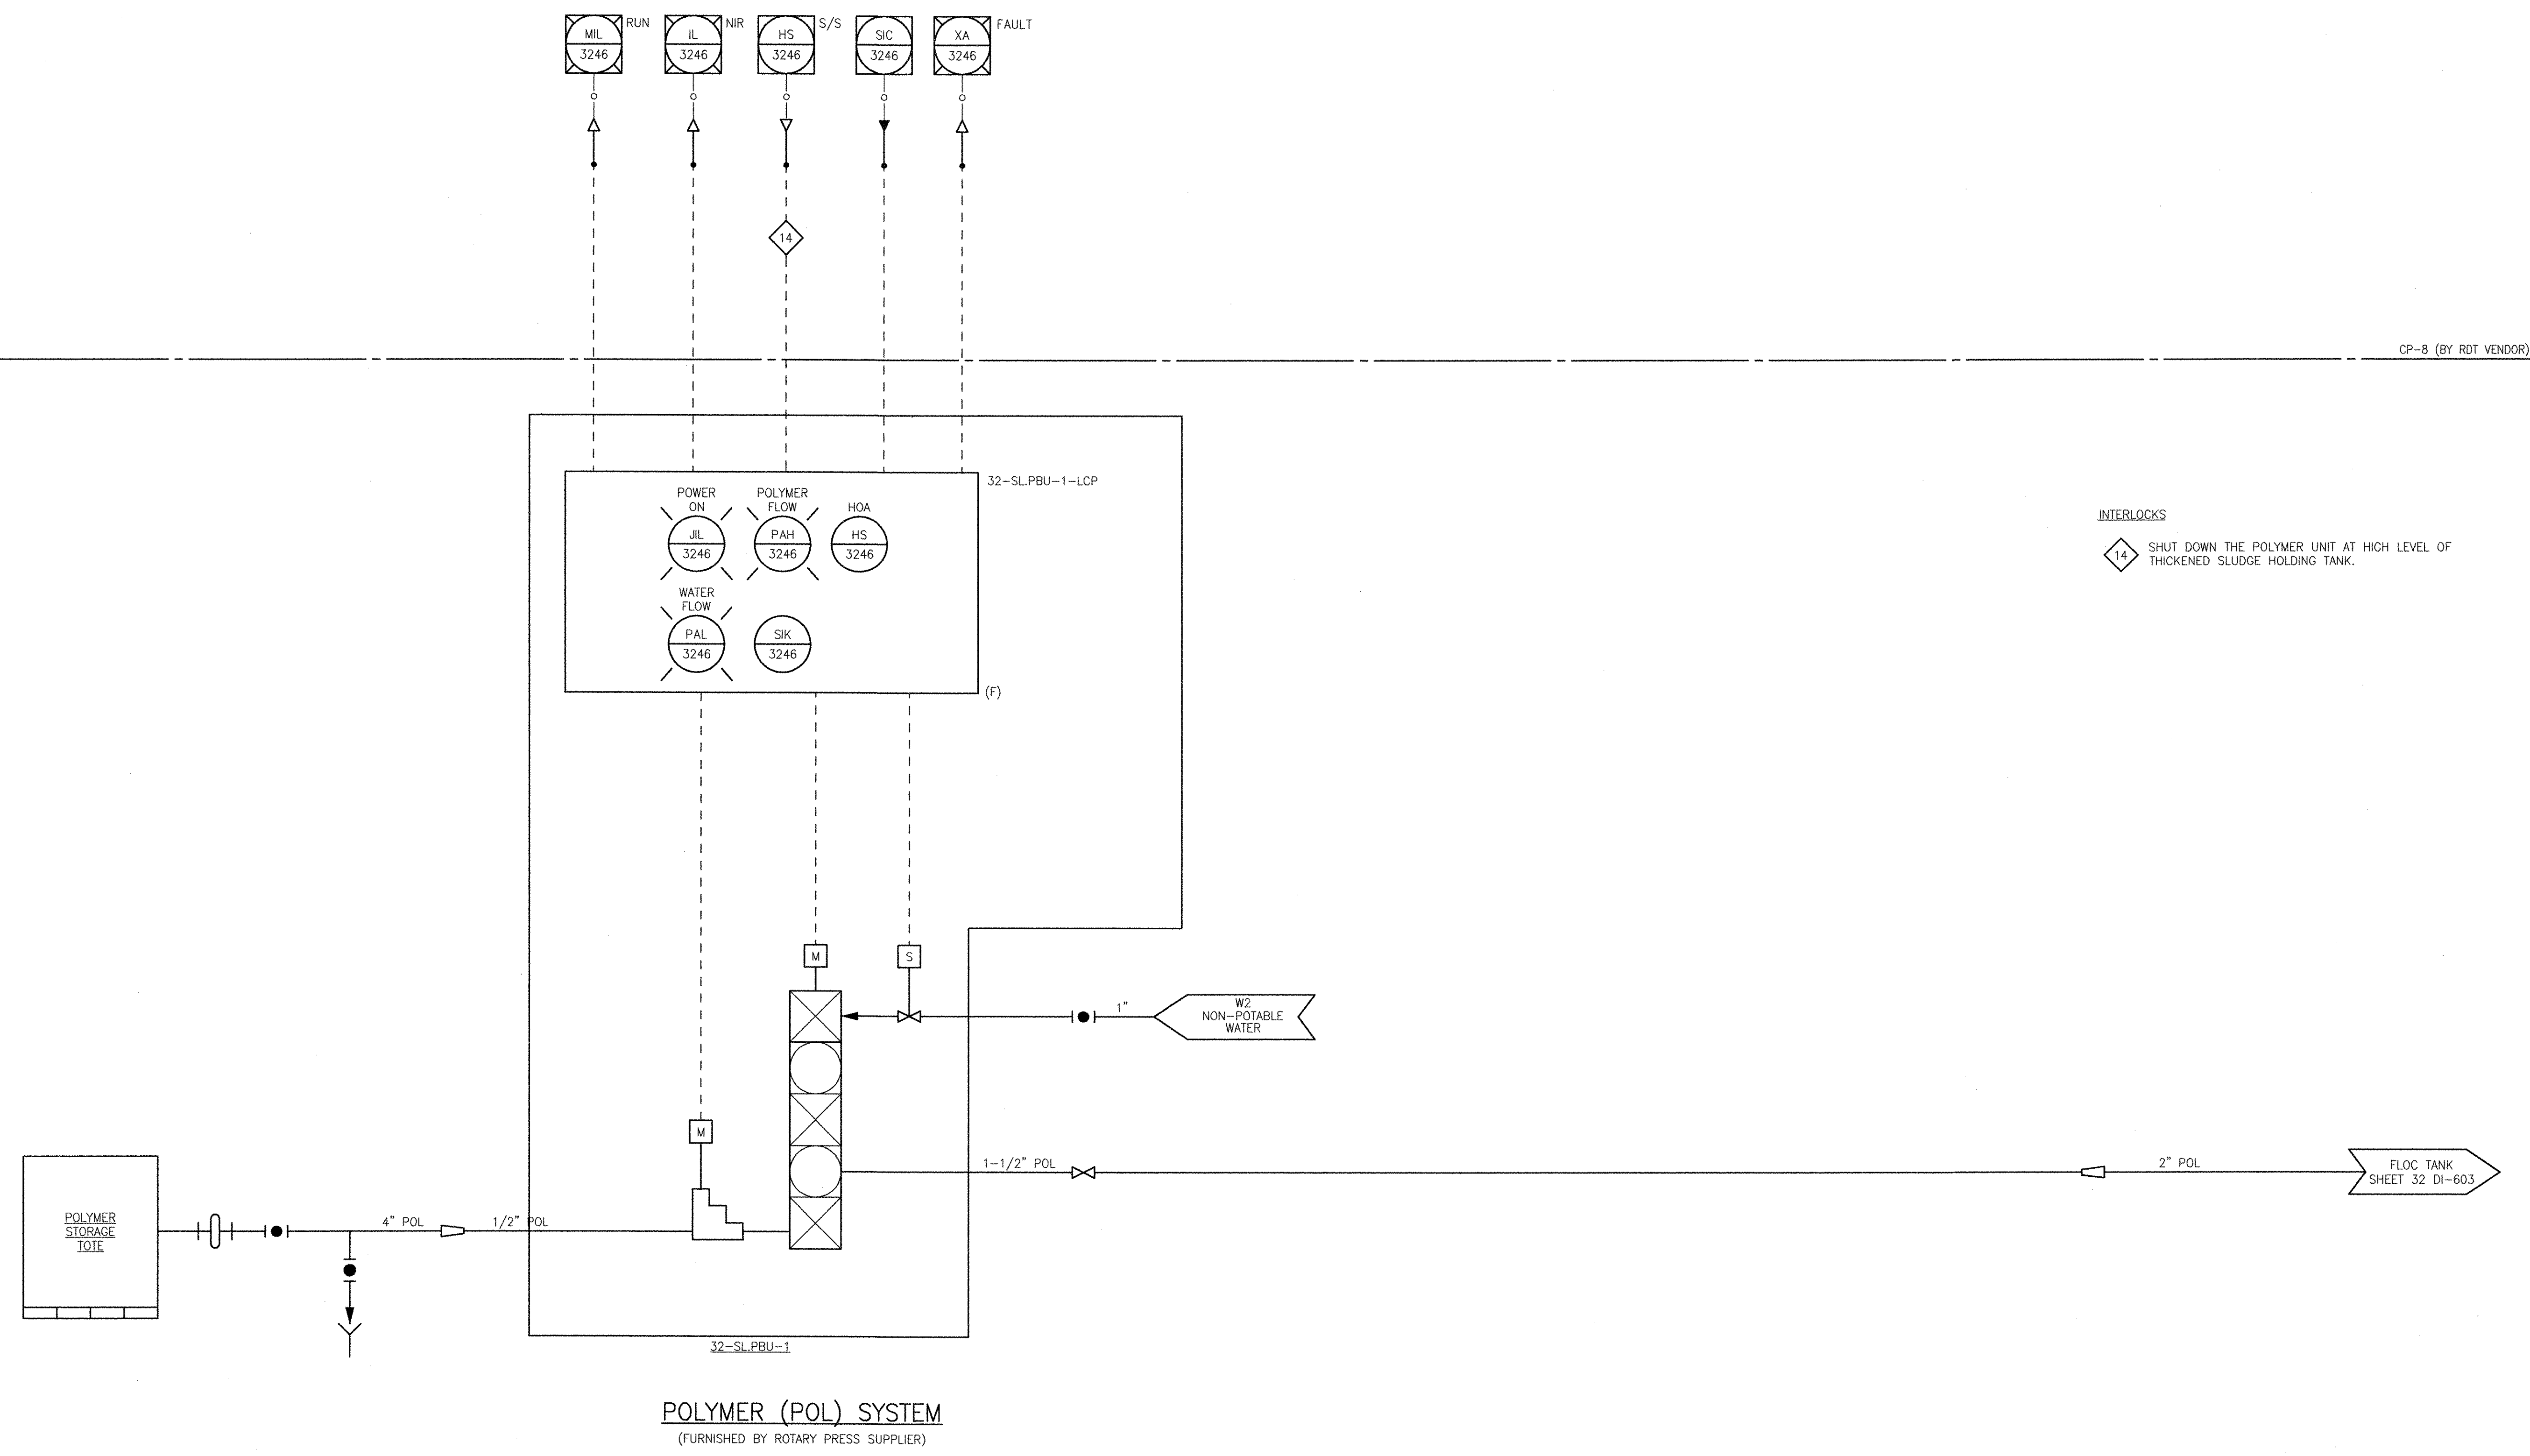 RUN
NIR
S/S
FAULT
MIL
3246
IL
3246
HS
3246
SIC
3246
XA
3246
14
CP-8 (BY RDT VENDOR)
32-SL.PBU-1-LCP
POWER
ON
JIL
3246
POLYMER
FLOW
PAH
3246
HOA
HS
3246
WATER
FLOW
PAL
3246
SIK
3246
(F)
INTERLOCKS
14
SHUT DOWN THE POLYMER UNIT AT HIGH LEVEL OF
THICKENED SLUDGE HOLDING TANK.
M
S
1"
W2
NON-POTABLE
WATER
M
1-1/2" POL
2" POL
FLOC TANK
SHEET 32 DI-603
POLYMER
STORAGE
TOTE
4" POL
1/2" POL
32-SL.PBU-1
POLYMER (POL) SYSTEM
(FURNISHED BY ROTARY PRESS SUPPLIER)